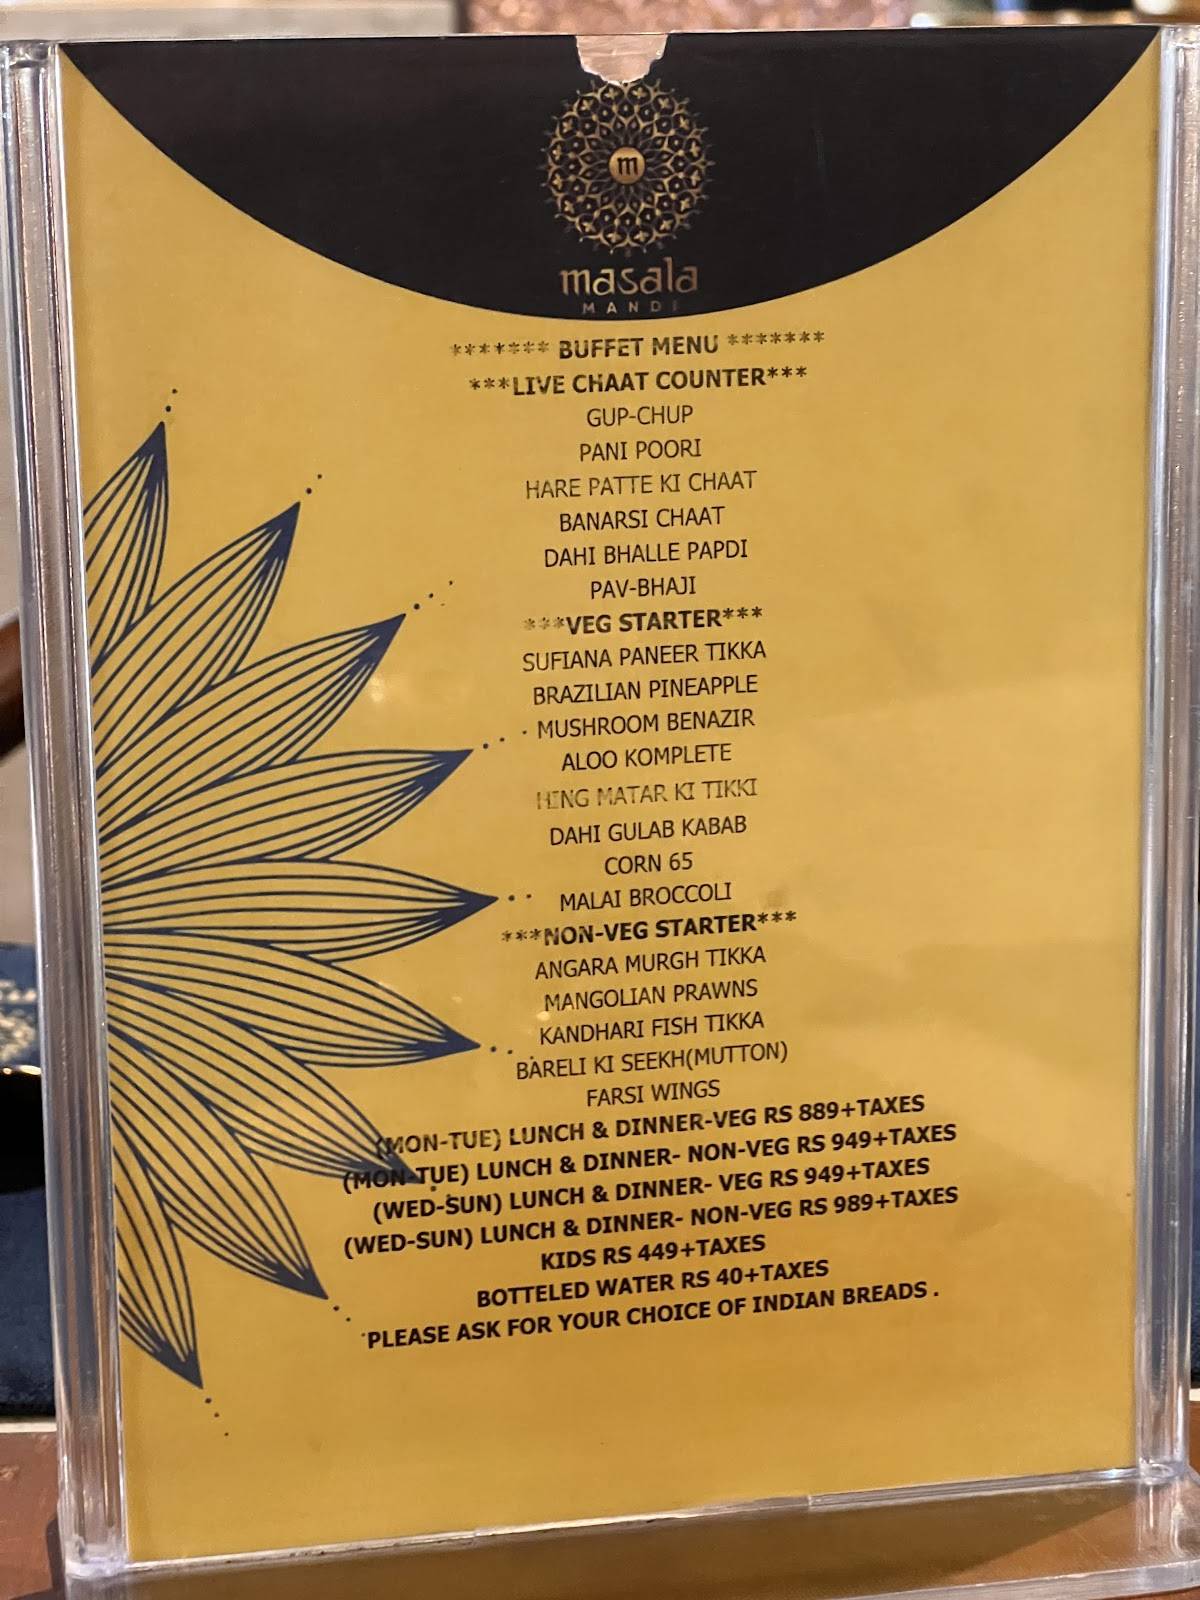 m
masala
MANDI
******* BUFFET MENU *******
***LIVE CHAAT COUNTER***
GUP-CHUP
PANI POORI
HARE PATTE KI CHAAT
BANARSI CHAAT
DAHI BHALLE PAPDI
PAV-BHAJI
***VEG STARTER***
SUFIANA PANEER TIKKA
BRAZILIAN PINEAPPLE
MUSHROOM BENAZIR
ALOO KOMPLETE
HING MATAR KI TIKKI
DAHI GULAB KABAB
CORN 65
MALAI BROCCOLI
***NON-VEG STARTER***
ANGARA MURGH TIKKA
MANGOLIAN PRAWNS
KANDHARI FISH TIKKA
BARELI KI SEEKH(MUTTON)
FARSI WINGS
(MON-TUE) LUNCH & DINNER-VEG RS 889+TAXES
(MON-TUE) LUNCH & DINNER- NON-VEG RS 949+TAXES
(WED-SUN) LUNCH & DINNER- VEG RS 949+TAXES
(WED-SUN) LUNCH & DINNER- NON-VEG RS 989+TAXES
KIDS RS 449+TAXES
BOTTELED WATER RS 40+TAXES
PLEASE ASK FOR YOUR CHOICE OF INDIAN BREADS .